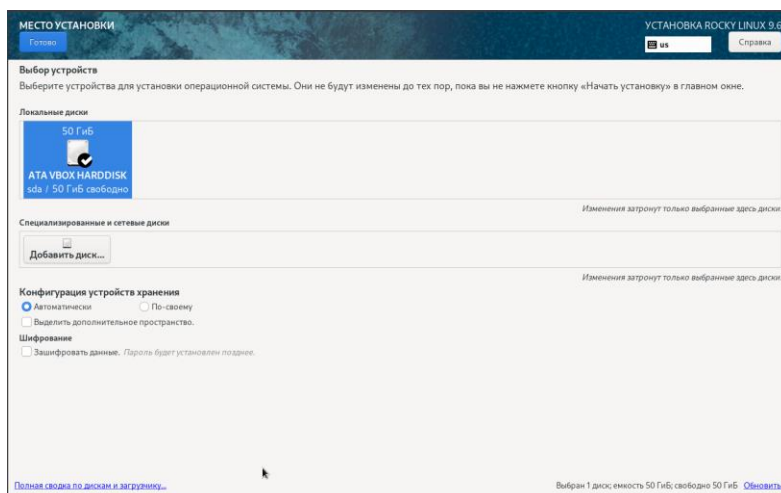 МЕСТО УСТАНОВКИ
УСТАНОВКА ROCKY LINUX 9.6
Готово
us
Справка
Выбор устройств
Выберите устройства для установки операционной системы. Они не будут изменены до тех пор, пока вы не нажмете кнопку «Начать установку» в главном окне.
Локальные диски
50 ГиБ
ATA VBOX HARDDISK
sda / 50 ГиБ свободно
Изменения затронут только выбранные здесь диски
Специализированные и сетевые диски
Добавить диск...
Изменения затронут только выбранные здесь диски
Конфигурация устройств хранения
Автоматически
По-своему
Выделить дополнительное пространство.
Шифрование
Зашифровать данные. Пароль будет установлен позднее.
Полная сводка по дискам и загрузчику...
Выбран 1 диск; емкость 50 ГиБ; свободно 50 ГиБ Обновить